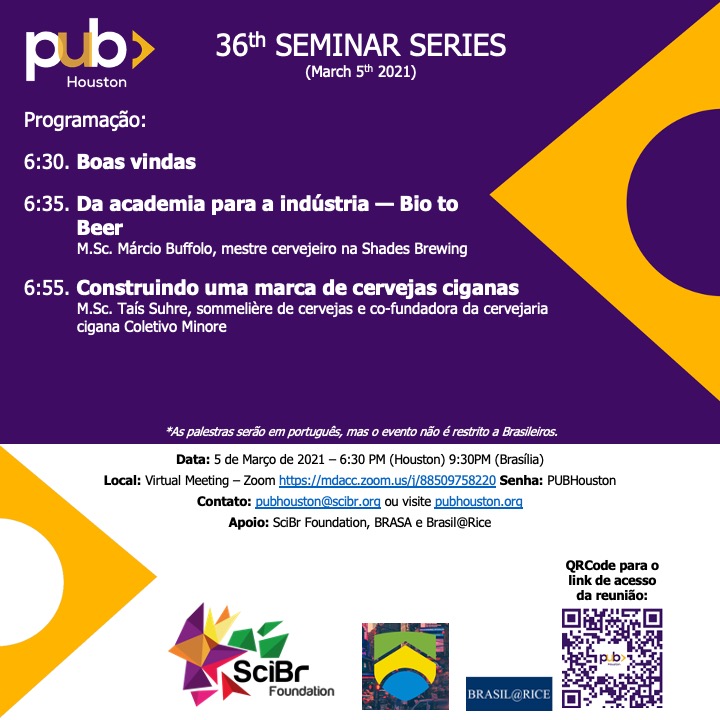 pub
Houston
36th SEMINAR SERIES
(March 5th 2021)
Programação:
6:30. Boas vindas
6:35. Da academia para a indústria — Bio to
Beer
M.Sc. Márcio Buffolo, mestre cervejeiro na Shades Brewing
6:55. Construindo uma marca de cervejas ciganas
M.Sc. Taís Suhre, sommelière de cervejas e co-fundadora da cervejaria
cigana Coletivo Minore
*As palestras serão em português, mas o evento não é restrito a Brasileiros.
Data: 5 de Março de 2021 – 6:30 PM (Houston) 9:30PM (Brasília)
Local: Virtual Meeting – Zoom https://mdacc.zoom.us/j/88509758220 Senha: PUBHouston
Contato: pubhouston@scibr.org ou visite pubhouston.org
Apoio: SciBr Foundation, BRASA e Brasil@Rice
QRCode para o
link de acesso
da reunião:
pub
SciBr
Foundation
BRASIL@RICE